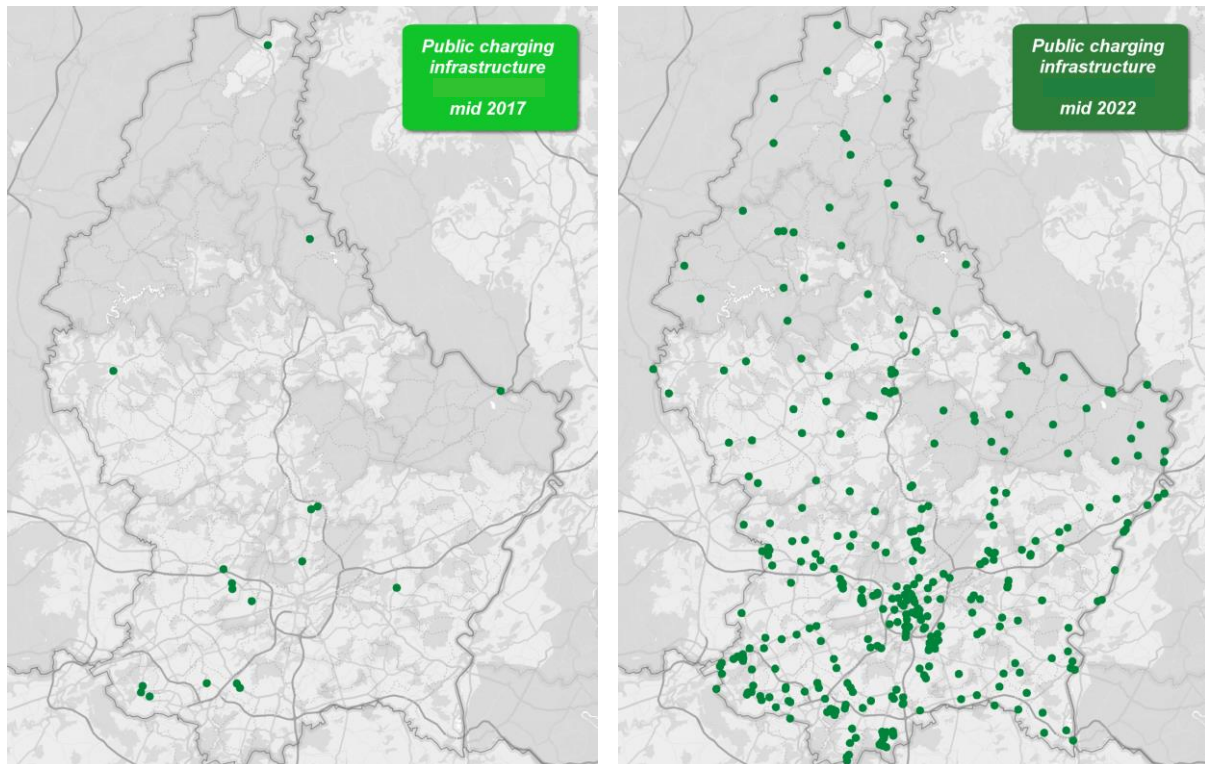 Public charging
infrastructure
mid 2017
Public charging
infrastructure
mid 2022